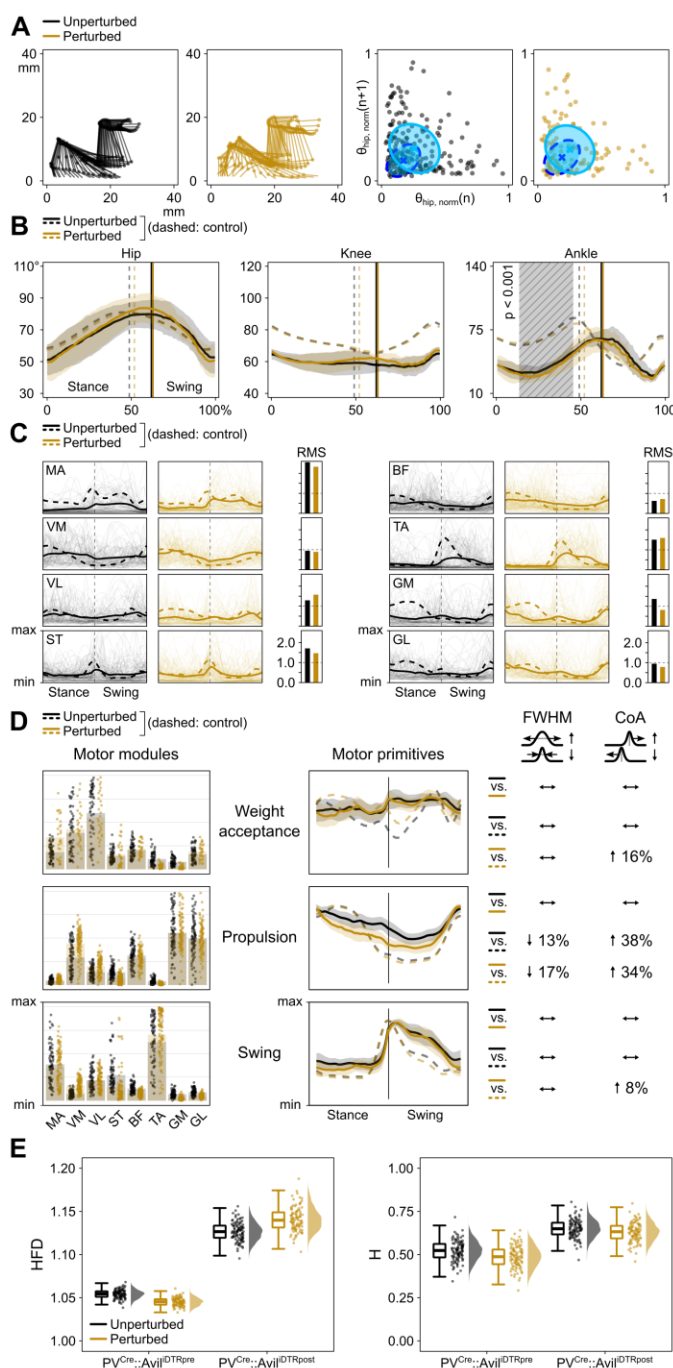 A
Unperturbed
Perturbed
40
mm
20
0
0 20 40
mm
0 20 40
1
θhip, norm(n+1)
0
0 θhip, norm(n) 1
0 1
B
Unperturbed
Perturbed
(dashed: control)
Hip
Knee
Ankle
110°
90
70
50
30
Stance
Swing
0 50 100%
120
100
80
60
40
0 50 100
140
75
10
p < 0.001
0 50 100
C
Unperturbed
Perturbed
(dashed: control)
RMS
RMS
MA
VM
VL
ST
max
min
Stance
Swing
2.0
1.0
0.0
BF
TA
GM
GL
max
min
Stance
Swing
2.0
1.0
0.0
D
Unperturbed
Perturbed
(dashed: control)
FWHM
CoA
Motor modules
Motor primitives
Weight
acceptance
vs. ↔ ↔
vs. ↔ ↔
vs. ↔ ↑ 16%
Propulsion
vs. ↔ ↔
vs. ↓ 13% ↑ 38%
vs. ↓ 17% ↑ 34%
max
min
Swing
max
min
vs. ↔ ↔
vs. ↔ ↔
vs. ↔ ↑ 8%
MA VM VL ST BF TA GM GL
Stance
Swing
E
1.20
1.15
1.10
1.05
1.00
HFD
Unperturbed
Perturbed
PVCre::AviliDTRpre
PVCre::AviliDTRpost
1.00
0.75
0.50
0.25
0.00
H
PVCre::AviliDTRpre
PVCre::AviliDTRpost